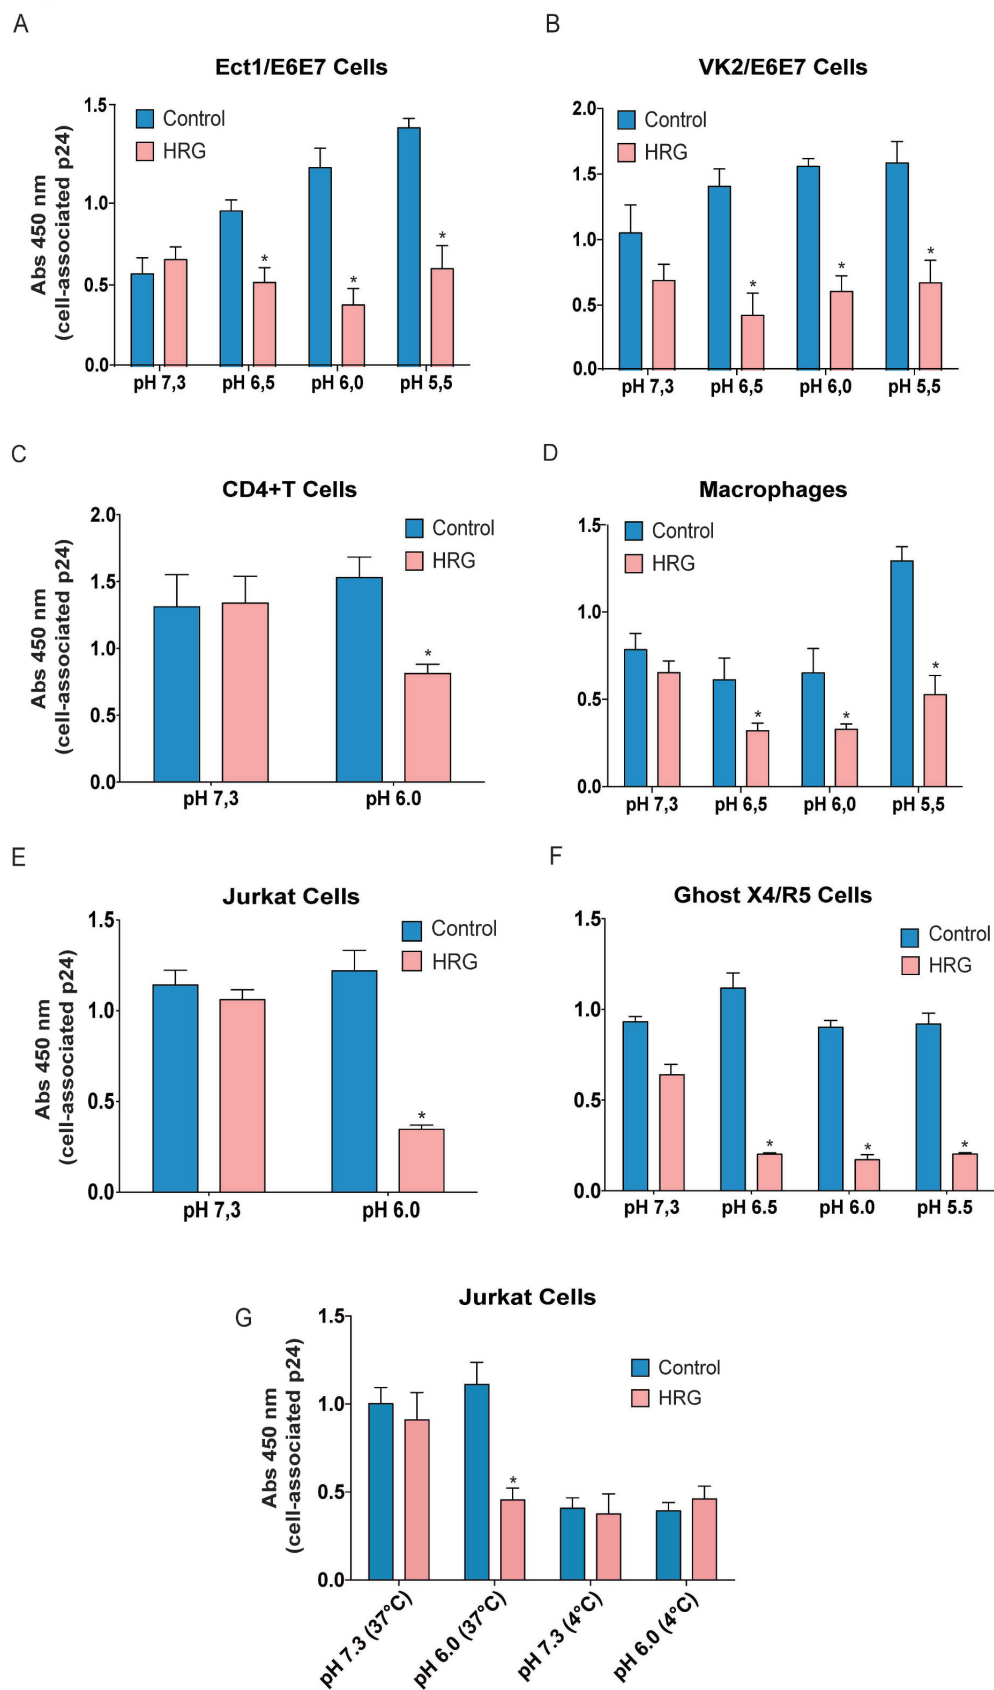 A
Ect1/E6E7 Cells
Control
HRG
Abs 450 nm
(cell-associated p24)
1.5
1.0
0.5
0.0
*
*
*
pH 7,3
pH 6,5
pH 6,0
pH 5,5
B
VK2/E6E7 Cells
Control
HRG
2.0
1.5
1.0
0.5
0.0
*
*
*
pH 7,3
pH 6,5
pH 6,0
pH 5,5
C
CD4+T Cells
Control
HRG
Abs 450 nm
(cell-associated p24)
2.0
1.5
1.0
0.5
0.0
*
pH 7,3
pH 6.0
D
Macrophages
Control
HRG
1.5
1.0
0.5
0.0
*
*
*
pH 7,3
pH 6,5
pH 6,0
pH 5,5
E
Jurkat Cells
Control
HRG
Abs 450 nm
(cell-associated p24)
1.5
1.0
0.5
0.0
*
pH 7,3
pH 6.0
F
Ghost X4/R5 Cells
Control
HRG
1.5
1.0
0.5
0.0
*
*
*
pH 7,3
pH 6.5
pH 6.0
pH 5.5
G
Jurkat Cells
Control
HRG
Abs 450 nm
(cell-associated p24)
1.5
1.0
0.5
0.0
*
pH 7.3 (37°C)
pH 6.0 (37°C)
pH 7.3 (4°C)
pH 6.0 (4°C)